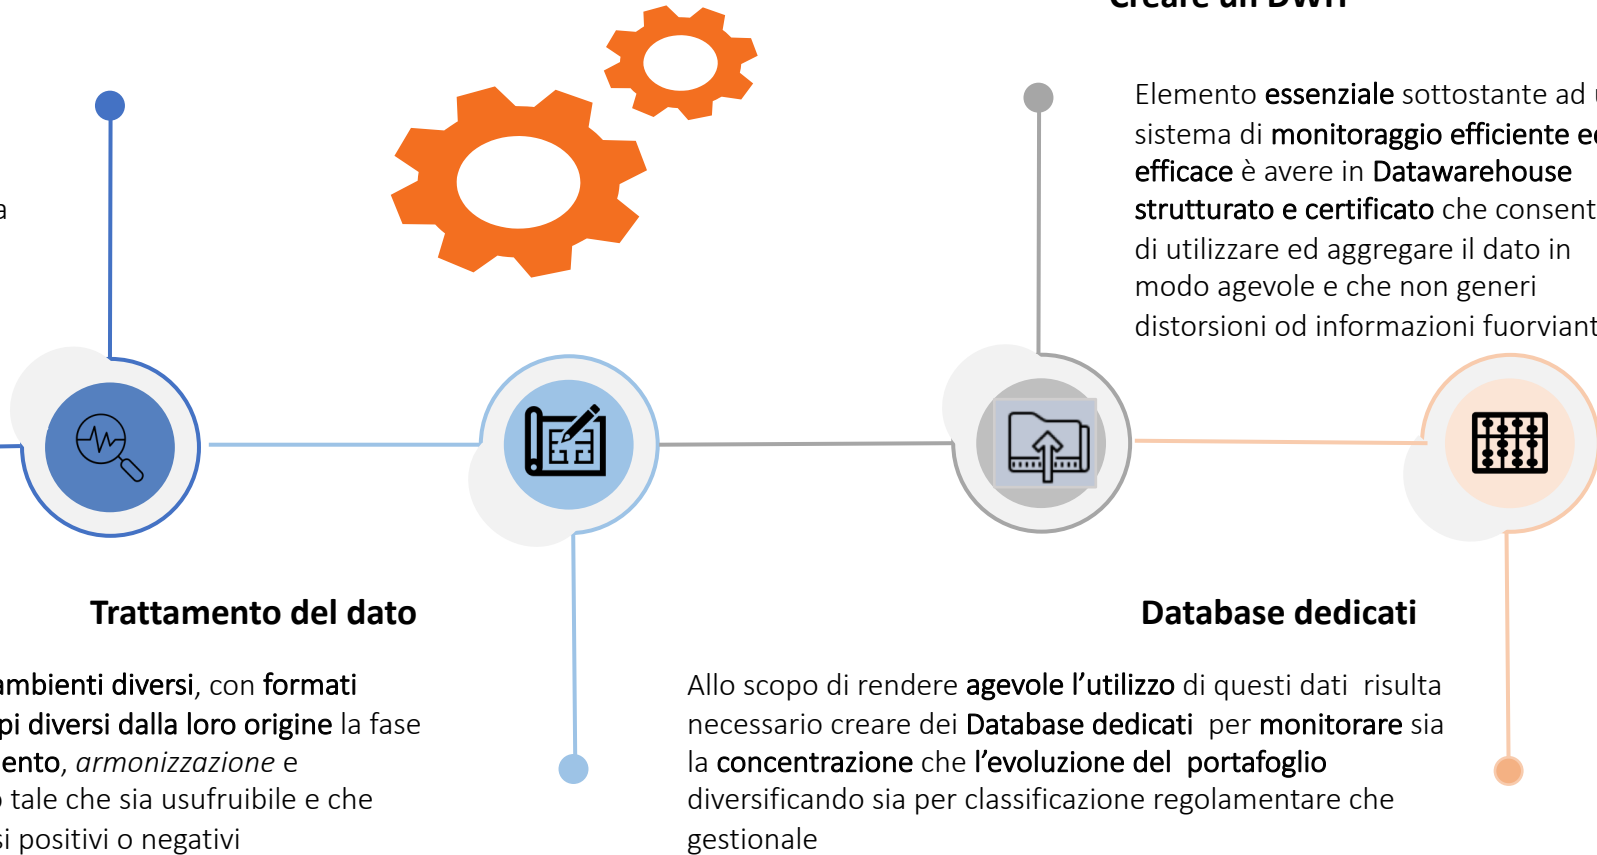 Creare un DWH
Elemento essenziale sottostante ad
sistema di monitoraggio efficiente
efficace è avere in Datawarehouse
strutturato e certificato che
di utilizzare ed aggregare il dato in
modo agevole e che non generi
distorsioni od informazioni
a
Trattamento del dato
ambienti diversi, con formati
diversi dalla loro origine la fase
armonizzazione e
tale che sia usufruibile e che
positivi o negativi
Database dedicati
Allo scopo di rendere agevole l’utilizzo di questi dati risulta
necessario creare dei Database dedicati per monitorare sia
la concentrazione che l’evoluzione del portafoglio
diversificando sia per classificazione regolamentare che
gestionale